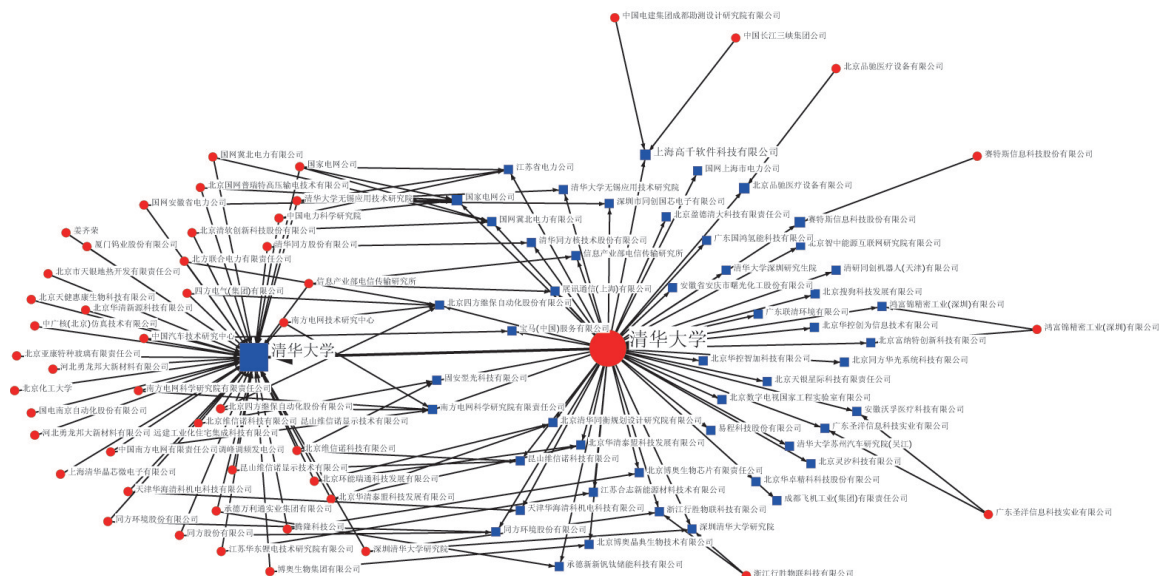 中国电建集团成都勘测设计研究院有限公司
中国长江三峡集团公司
北京品驰医疗设备有限公司
上海高千软件科技有限公司
国网冀北电力有限公司
赛特斯信息科技股份有限公司
国家电网公司
江苏省电力公司
国网上海市电力公司
北京国网普瑞特高压输电技术有限公司
清华大学无锡应用技术研究院
北京品驰医疗设备有限公司
清华大学无锡应用技术研究院
国家电网公司
国网安徽省电力公司
深圳市同创国芯电子有限公司
中国电力科学研究院
国网冀北电力有限公司
北京盈德清大科技有限责任公司
赛特斯信息科技股份有限公司
姜齐荣
北京清软创新科技股份有限公司
厦门钨业股份有限公司
清华同方股份有限公司
清华同方核技术股份有限公司
广东国鸿氢能科技有限公司
北京智中能源互联网研究院有限公司
信息产业部电信传输研究所
北方联合电力有限责任公司
北京市天银地热开发有限责任公司
清华大学深圳研究生院
清研同创机器人(天津)有限公司
信息产业部电信传输研究所
安徽省安庆市曙光化工股份有限公司
四方电气(集团)有限公司
展讯通信(上海)有限公司
北京搜狗科技发展有限公司
北京天健惠康生物科技有限公司
北京四方继保自动化股份有限公司
鸿富锦精密工业(深圳)有限公司
北京华清新源科技有限公司
广东联清环境有限公司
中广核(北京)仿真技术有限公司
南方电网技术研究中心
北京华控创为信息技术有限公司
宝马(中国)服务有限公司
鸿富锦精密工业(深圳)有限公司
中国汽车技术研究中心
清华大学
清华大学
北京富纳特创新科技有限公司
北京亚康特种玻璃有限责任公司
北京华控智加科技有限公司
北京同方华光系统科技有限公司
河北勇龙邦大新材料有限公司
固安翌光科技有限公司
北京天银星际科技有限责任公司
北京化工大学
南方电网科学研究院有限责任公司
北京数字电视国家工程实验室有限公司
北京四方继保自动化股份有限公司
南方电网科学研究院有限责任公司
安徽沃孚医疗科技有限公司
国电南京自动化股份有限公司
北京维信诺科技有限公司
昆山维信诺显示技术有限公司
北京清华同衡规划设计研究院有限公司
易程科技股份有限公司
广东圣洋信息科技实业有限公司
河北勇龙邦大新材料有限公司
远建工业化住宅集成科技有限公司
北京华清泰盟科技发展有限公司
清华大学苏州汽车研究院(吴江)
中国南方电网有限责任公司调峰调频发电公司
北京维信诺科技有限公司
昆山维信诺科技有限公司
北京灵汐科技有限公司
上海清华晶芯微电子有限公司
昆山维信诺显示技术有限公司
北京博奥生物芯片有限责任公司
北京环能瑞通科技发展有限公司
北京华卓精科科技股份有限公司
天津华海清科机电科技有限公司
北京华清泰盟科技发展有限公司
江苏合志新能源材料技术有限公司
成都飞机工业(集团)有限责任公司
承德万利通实业集团有限公司
天津华海清科机电科技有限公司
浙江行胜物联科技有限公司
广东圣洋信息科技实业有限公司
同方环境股份有限公司
腾隆科技公司
同方环境股份有限公司
深圳清华大学研究院
同方股份有限公司
北京博奥晶典生物技术有限公司
江苏华东锂电技术研究院有限公司
深圳清华大学研究院
承德新新钒钛储能科技有限公司
博奥生物集团有限公司
浙江行胜物联科技有限公司